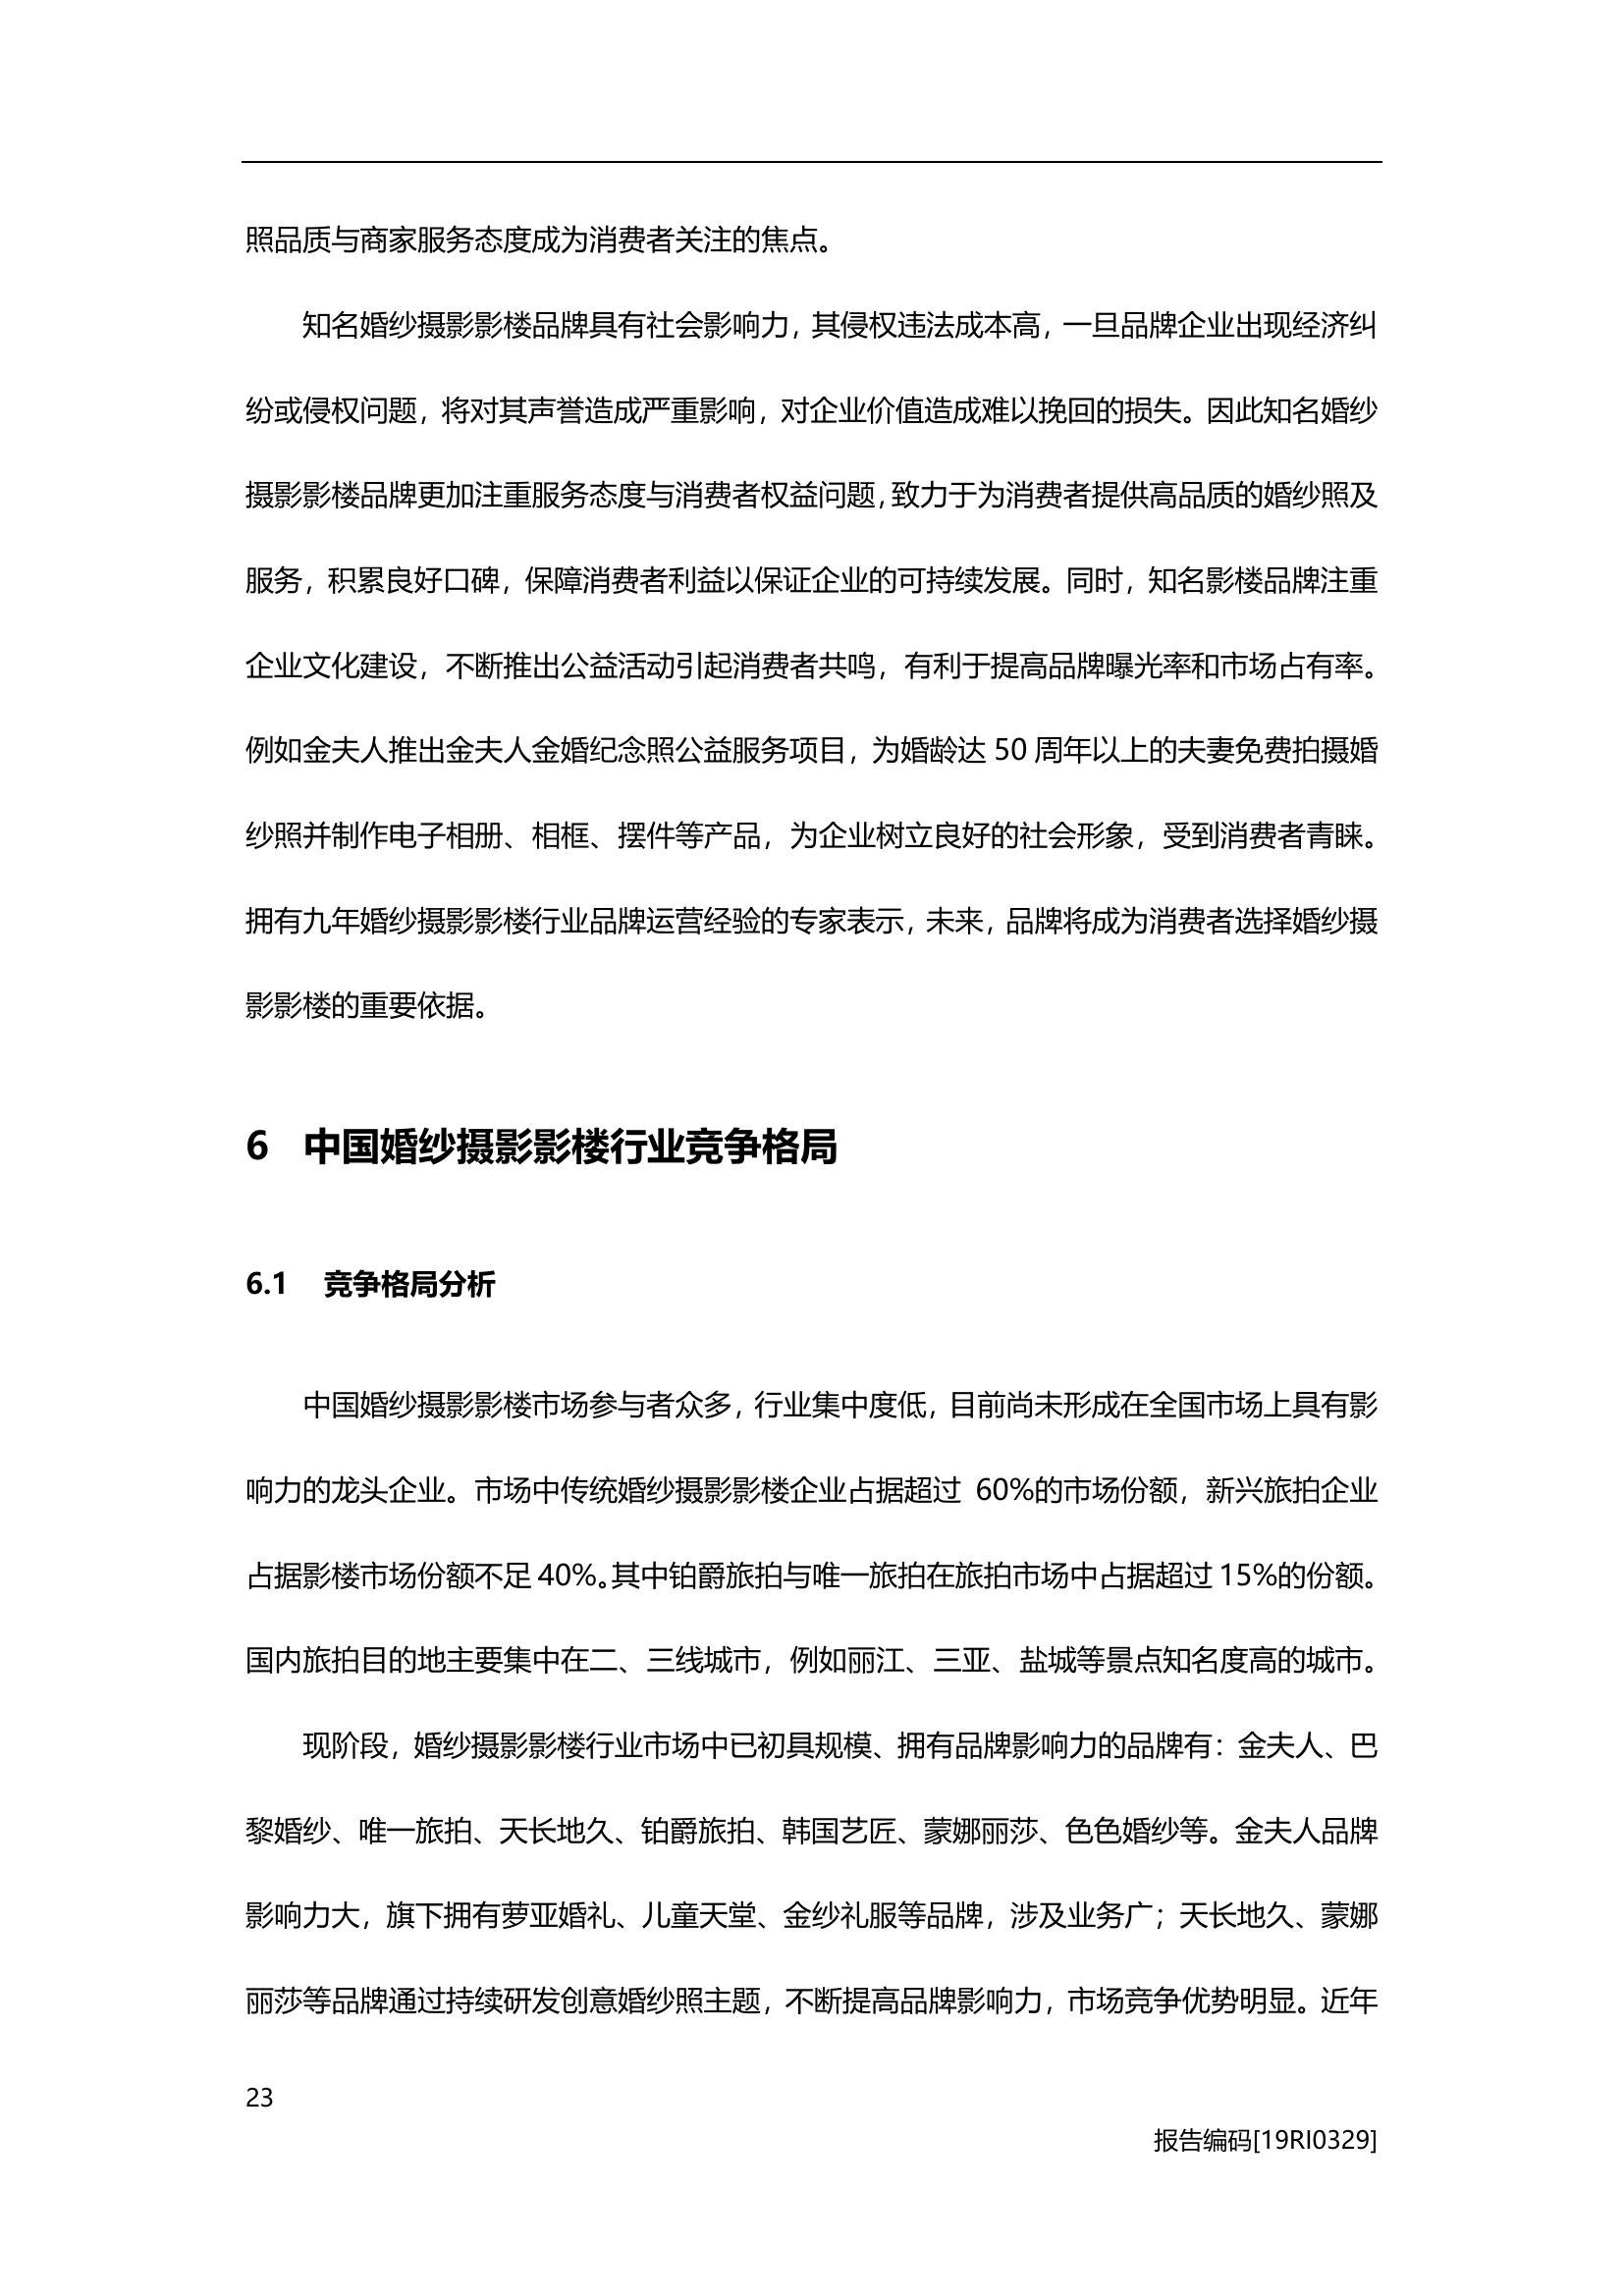 照品质与商家服务态度成为消费者关注的焦点。
知名婚纱摄影影楼品牌具有社会影响力，其侵权违法成本高，一旦品牌企业出现经济纠
纷或侵权问题，将对其声誉造成严重影响，对企业价值造成难以挽回的损失。因此知名婚纱
摄影影楼品牌更加注重服务态度与消费者权益问题，致力于为消费者提供高品质的婚纱照及
服务，积累良好口碑，保障消费者利益以保证企业的可持续发展。同时，知名影楼品牌注重
企业文化建设，不断推出公益活动引起消费者共鸣，有利于提高品牌曝光率和市场占有率。
例如金夫人推出金夫人金婚纪念照公益服务项目，为婚龄达 50 周年以上的夫妻免费拍摄婚
纱照并制作电子相册、相框、摆件等产品，为企业树立良好的社会形象，受到消费者青睐。
拥有九年婚纱摄影影楼行业品牌运营经验的专家表示，未来，品牌将成为消费者选择婚纱摄
影影楼的重要依据。
6 中国婚纱摄影影楼行业竞争格局
6.1 竞争格局分析
中国婚纱摄影影楼市场参与者众多，行业集中度低，目前尚未形成在全国市场上具有影
响力的龙头企业。市场中传统婚纱摄影影楼企业占据超过 60%的市场份额，新兴旅拍企业
占据影楼市场份额不足 40%。其中铂爵旅拍与唯一旅拍在旅拍市场中占据超过 15%的份额。
国内旅拍目的地主要集中在二、三线城市，例如丽江、三亚、盐城等景点知名度高的城市。
现阶段，婚纱摄影影楼行业市场中已初具规模、拥有品牌影响力的品牌有：金夫人、巴
黎婚纱、唯一旅拍、天长地久、铂爵旅拍、韩国艺匠、蒙娜丽莎、色色婚纱等。金夫人品牌
影响力大，旗下拥有萝亚婚礼、儿童天堂、金纱礼服等品牌，涉及业务广；天长地久、蒙娜
丽莎等品牌通过持续研发创意婚纱照主题，不断提高品牌影响力，市场竞争优势明显。近年
23
报告编码[19RI0329]